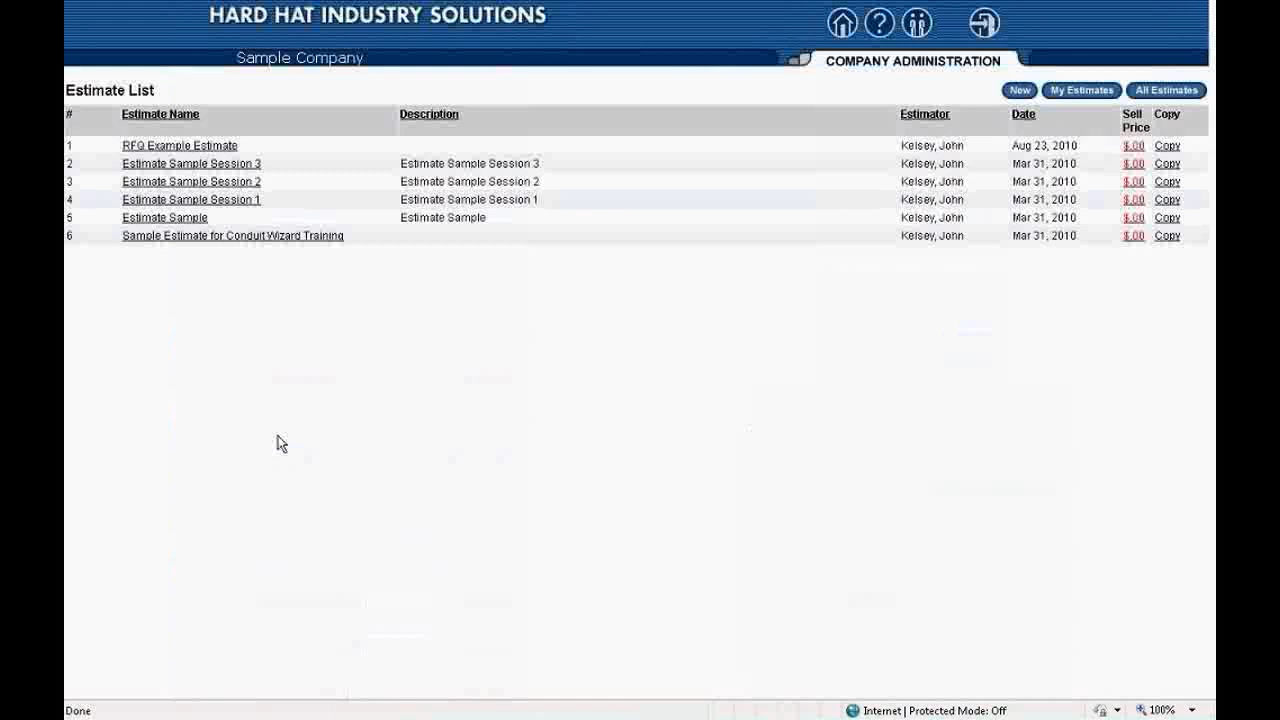 HARD HAT INDUSTRY SOLUTIONS
Sample Company
COMPANY ADMINISTRATION
Estimate List
New My Estimates All Estimates
# Estimate Name Description Estimator Date Sell Price Copy
1 RFQ Example Estimate Kelsey, John Aug 23, 2010 $.00 Copy
2 Estimate Sample Session 3 Estimate Sample Session 3 Kelsey, John Mar 31, 2010 $.00 Copy
3 Estimate Sample Session 2 Estimate Sample Session 2 Kelsey, John Mar 31, 2010 $.00 Copy
4 Estimate Sample Session 1 Estimate Sample Session 1 Kelsey, John Mar 31, 2010 $.00 Copy
5 Estimate Sample Estimate Sample Kelsey, John Mar 31, 2010 $.00 Copy
6 Sample Estimate for Conduit Wizard Training Kelsey, John Mar 31, 2010 $.00 Copy
Done Internet | Protected Mode: Off 100%